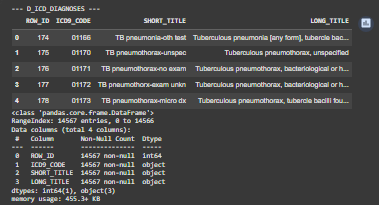 --- D_ICD_DIAGNOSES ---
ROW_ID ICD9_CODE SHORT_TITLE LONG_TITLE
0 174 01166 TB pneumonia-oth test Tuberculous pneumonia [any form], tubercle bac...
1 175 01170 TB pneumothorax-unspec Tuberculous pneumothorax, unspecified
2 176 01171 TB pneumothorax-no exam Tuberculous pneumothorax, bacteriological or h...
3 177 01172 TB pneumothorx-exam unkn Tuberculous pneumothorax, bacteriological or h...
4 178 01173 TB pneumothorax-micro dx Tuberculous pneumothorax, tubercle bacilli fou...
<class 'pandas.core.frame.DataFrame'>
RangeIndex: 14567 entries, 0 to 14566
Data columns (total 4 columns):
# Column Non-Null Count Dtype
--- ------ -------------- -----
0 ROW_ID 14567 non-null int64
1 ICD9_CODE 14567 non-null object
2 SHORT_TITLE 14567 non-null object
3 LONG_TITLE 14567 non-null object
dtypes: int64(1), object(3)
memory usage: 455.3+ KB